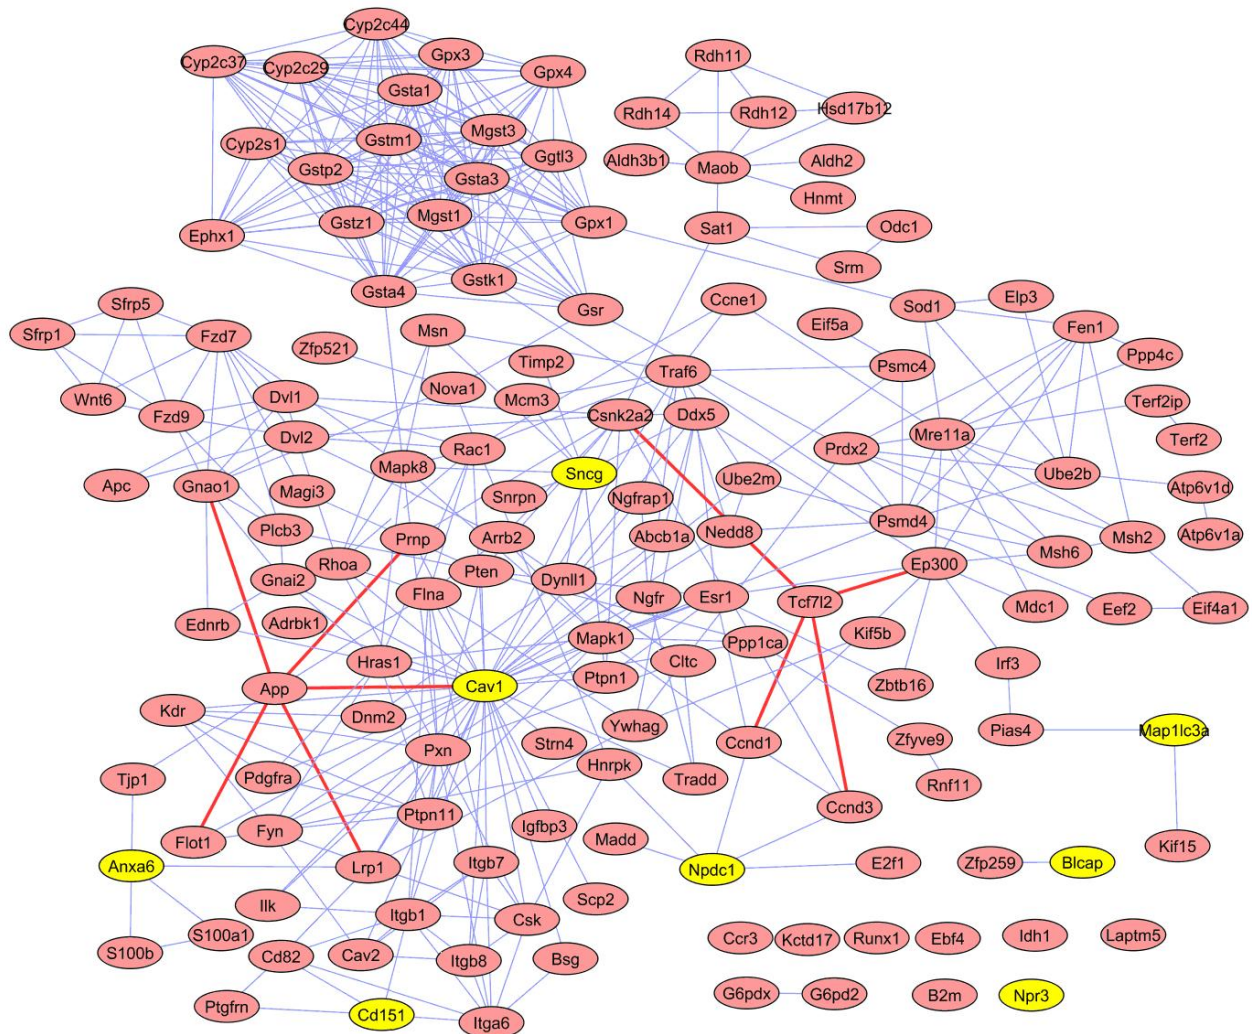 Cyp2c44
Cyp2c37
Cyp2c29
Gpx3
Gpx4
Gsta1
Rdh11
Rdh14
Rdh12
Hsd17b12
Cyp2s1
Gstm1
Mgst3
Ggtl3
Gstp2
Gsta3
Aldh3b1
Maob
Aldh2
Hnmt
Ephx1
Gstz1
Mgst1
Gpx1
Sat1
Odc1
Srm
Gsta4
Gstk1
Gsr
Sfrp5
Sfrp1
Fzd7
Zfp521
Msn
Timp2
Ccne1
Eif5a
Sod1
Elp3
Fen1
Ppp4c
Wnt6
Fzd9
Dvl1
Nova1
Mcm3
Traf6
Psmc4
Csnk2a2
Ddx5
Terf2ip
Terf2
Dvl2
Rac1
Prdx2
Mre11a
Apc
Gnao1
Magi3
Mapk8
Sncg
Snrpn
Ngfrap1
Ube2m
Ube2b
Atp6v1d
Plcb3
Prnp
Arrb2
Abcb1a
Nedd8
Psmd4
Msh6
Msh2
Atp6v1a
Gnai2
Rhoa
Pten
Dynll1
Ep300
Flna
Ngfr
Esr1
Tcf7l2
Mdc1
Eef2
Eif4a1
Ednrb
Adrbk1
Mapk1
Ppp1ca
Kif5b
Hras1
Ptpn1
Cltc
Zbtb16
Irf3
App
Cav1
Kdr
Dnm2
Ywhag
Ccnd1
Zfyve9
Pias4
Map1lc3a
Pxn
Strn4
Hnrpk
Tradd
Rnf11
Tjp1
Pdgfra
Ccnd3
Ptpn11
Igfbp3
Flot1
Fyn
Madd
Kif15
Anxa6
Lrp1
Itgb7
Npdc1
E2f1
Zfp259
Blcap
Ilk
Itgb1
Csk
Scp2
S100b
S100a1
Cd82
Cav2
Itgb8
Bsg
Ccr3
Kctd17
Runx1
Ebf4
Idh1
Laptm5
Ptgfrn
Cd151
Itga6
G6pdx
G6pd2
B2m
Npr3